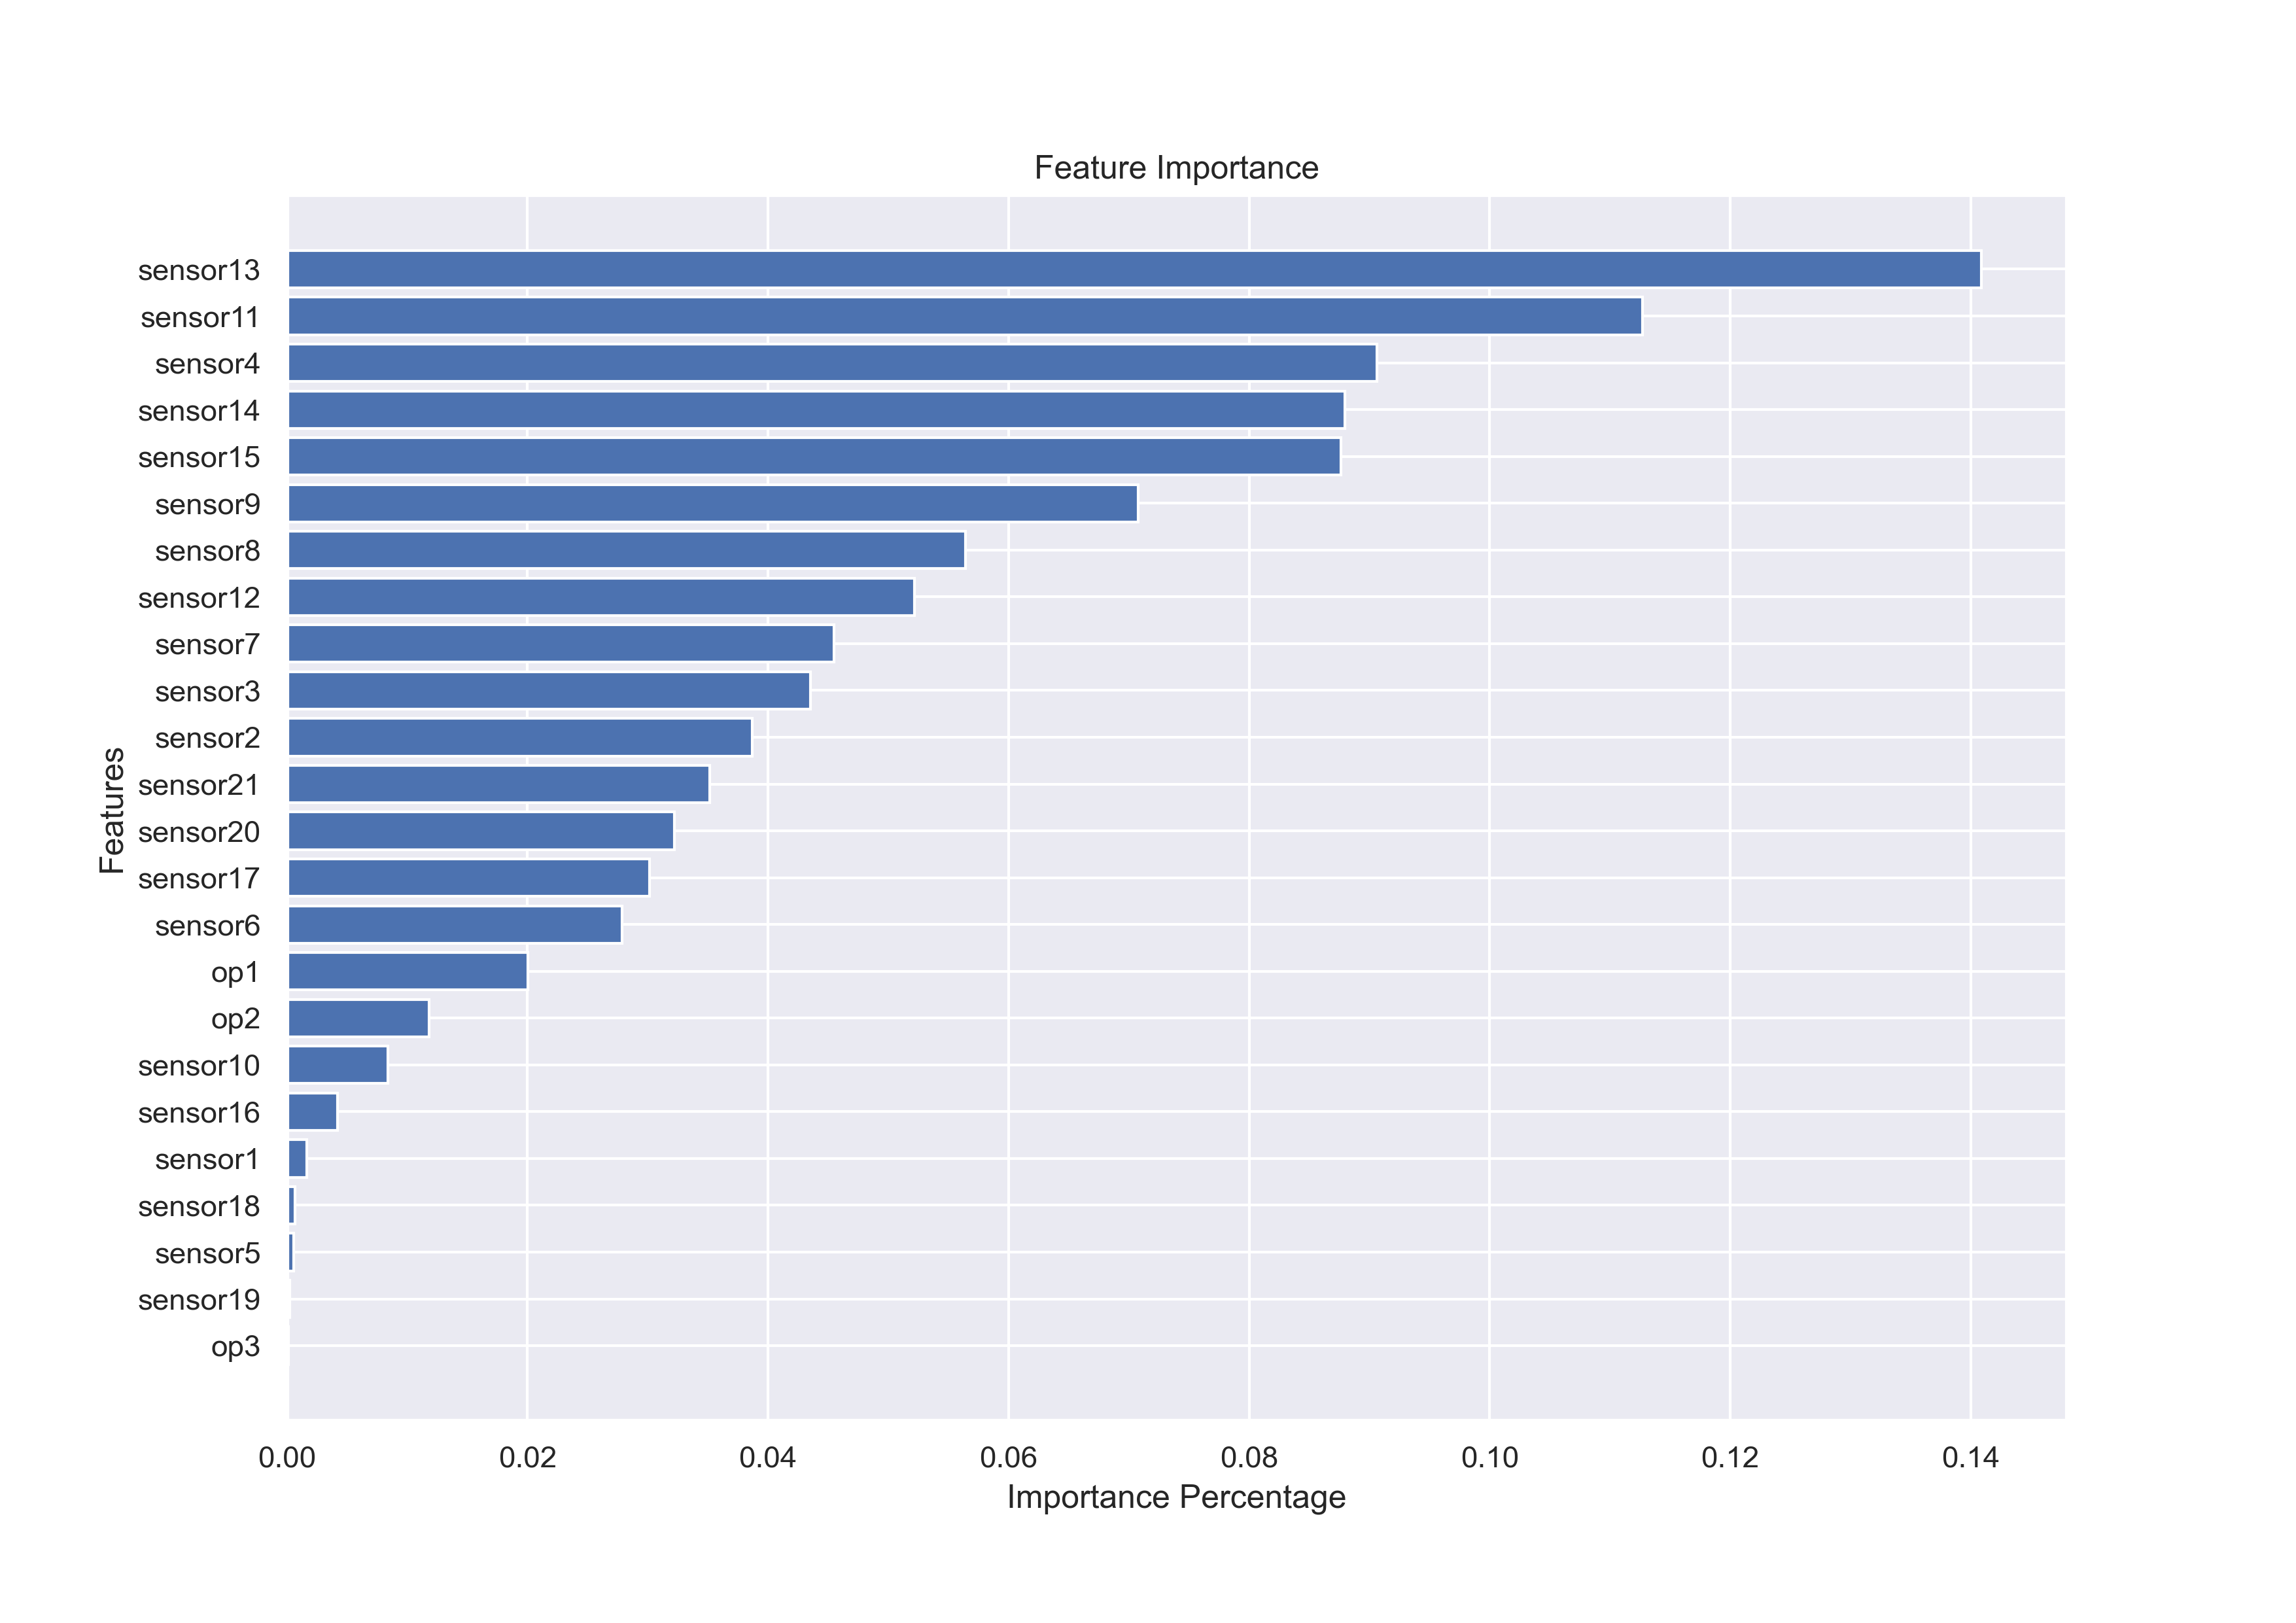 Feature Importance
sensor13
sensor11
sensor4
sensor14
sensor15
sensor9
sensor8
sensor12
sensor7
sensor3
sensor2
sensor21
sensor20
sensor17
sensor6
op1
op2
sensor10
sensor16
sensor1
sensor18
sensor5
sensor19
op3
Features
0.00 0.02 0.04 0.06 0.08 0.10 0.12 0.14
Importance Percentage